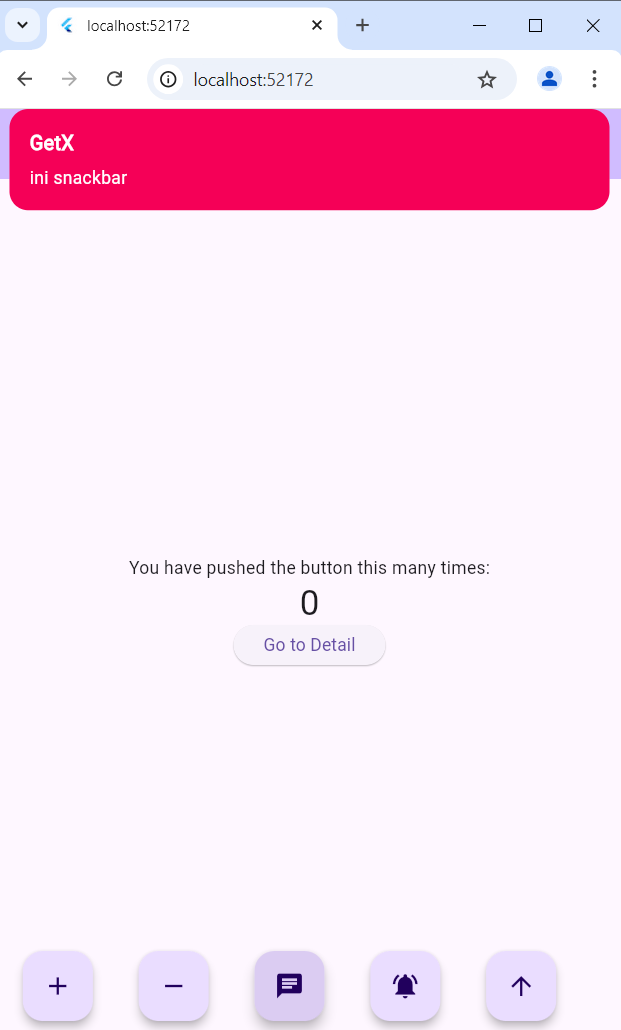 localhost:52172
localhost:52172
GetX
ini snackbar
You have pushed the button this many times:
0
Go to Detail